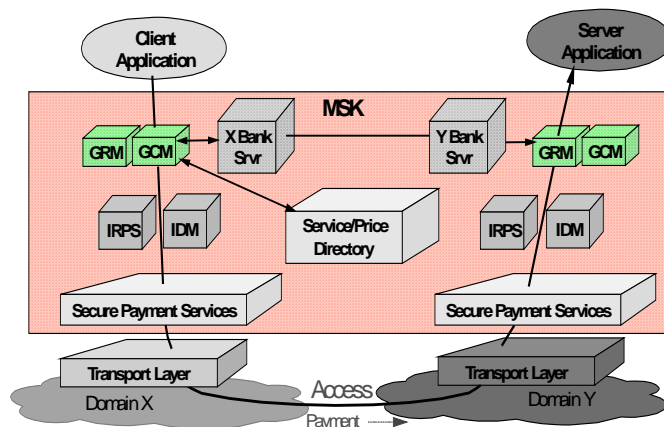 Client
Application
Server
Application
MSK
GRM
GCM
X Bank
Srvr
Y Bank
Srvr
GRM
GCM
IRPS
IDM
Service/Price
Directory
IRPS
IDM
Secure Payment Services
Secure Payment Services
Transport Layer
Transport Layer
Domain X
Access
Domain Y
Payment